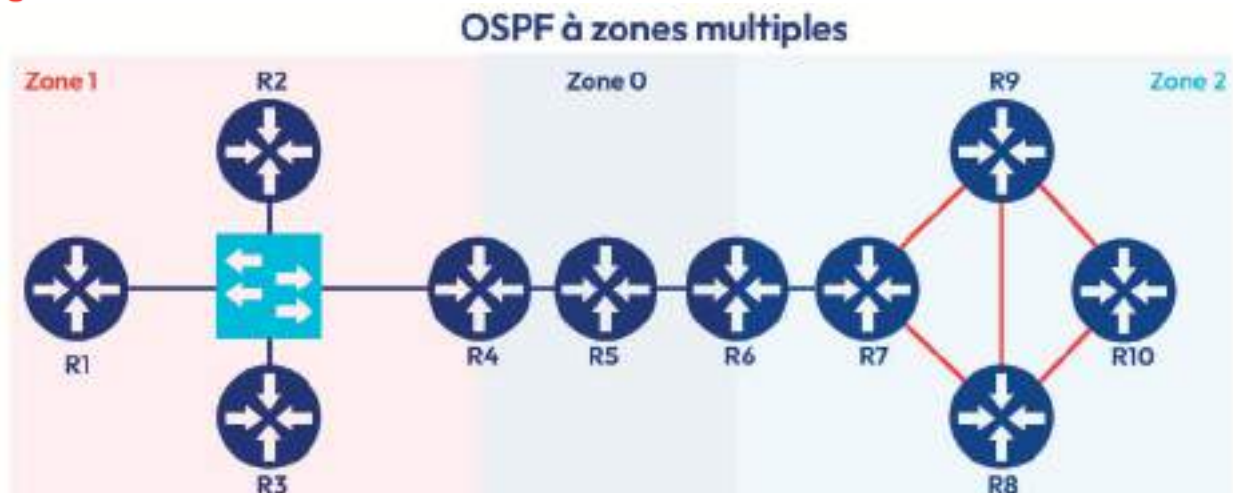 OSPF à zones multiples
Zone 1
R2
Zone 0
R9
Zone 2
R1
R4
R5
R6
R7
R10
R3
R8